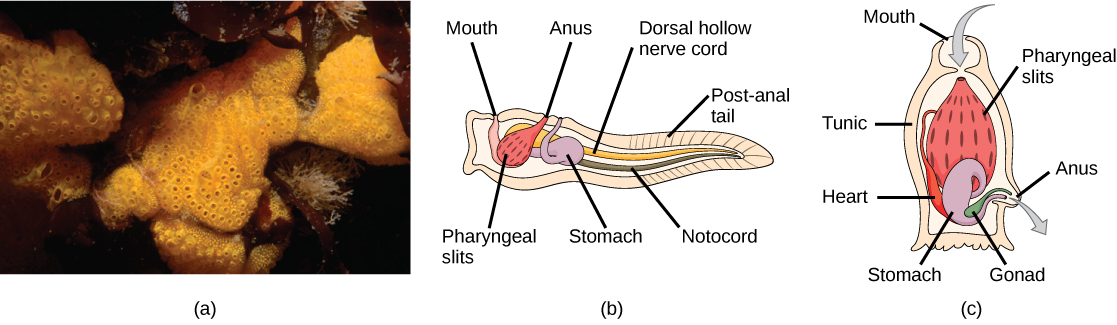 Mouth
Anus
Dorsal hollow
nerve cord
Post-anal
tail
Pharyngeal
slits
Stomach
Notocord
Mouth
Pharyngeal
slits
Tunic
Heart
Anus
Stomach
Gonad
(a)
(b)
(c)